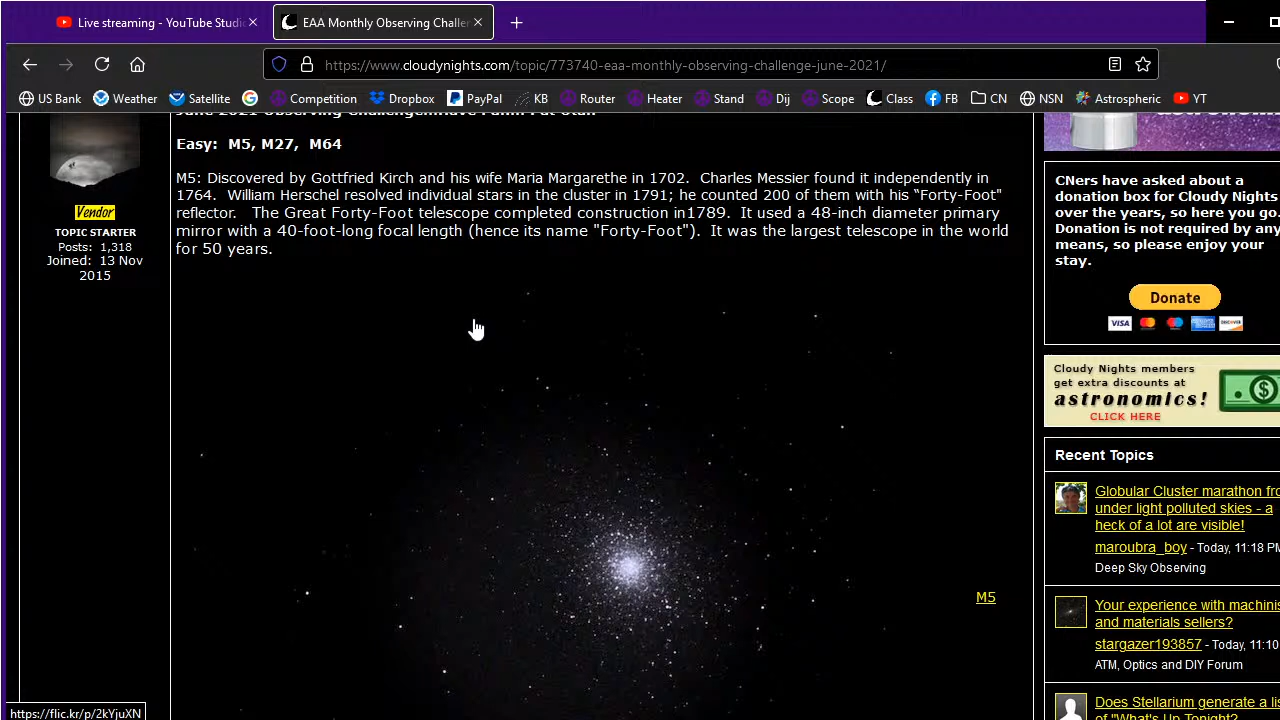 Live streaming - YouTube Studio
EAA Monthly Observing Challe
https://www.cloudynights.com/topic/773740-eaa-monthly-observing-challenge-june-2021/
US Bank Weather Satellite Competition Dropbox PayPal KB Router Heater Stand Dij Scope Class FB CN NSN Astrospheric YT
Easy: M5, M27, M64
M5: Discovered by Gottfried Kirch and his wife Maria Margarethe in 1702. Charles Messier found it independently in
1764. William Herschel resolved individual stars in the cluster in 1791; he counted 200 of them with his “Forty-Foot"
reflector. The Great Forty-Foot telescope completed construction in1789. It used a 48-inch diameter primary
mirror with a 40-foot-long focal length (hence its name "Forty-Foot"). It was the largest telescope in the world
for 50 years.
Vendor
TOPIC STARTER
Posts: 1,318
Joined: 13 Nov
2015
M5
CNers have asked about a
donation box for Cloudy Nights
over the years, so here you go.
Donation is not required by any
means, so please enjoy your
stay.
Donate
VISA DISCOVER
Cloudy Nights members
get extra discounts at
astronomics!
CLICK HERE
Recent Topics
Globular Cluster marathon fro
under light polluted skies - a
heck of a lot are visible!
maroubra_boy - Today, 11:18 PM
Deep Sky Observing
Your experience with machinis
and materials sellers?
stargazer193857 - Today, 11:10
ATM, Optics and DIY Forum
Does Stellarium generate a lis
of "What's Up Tonight?
https://flic.kr/p/2kYjuXN